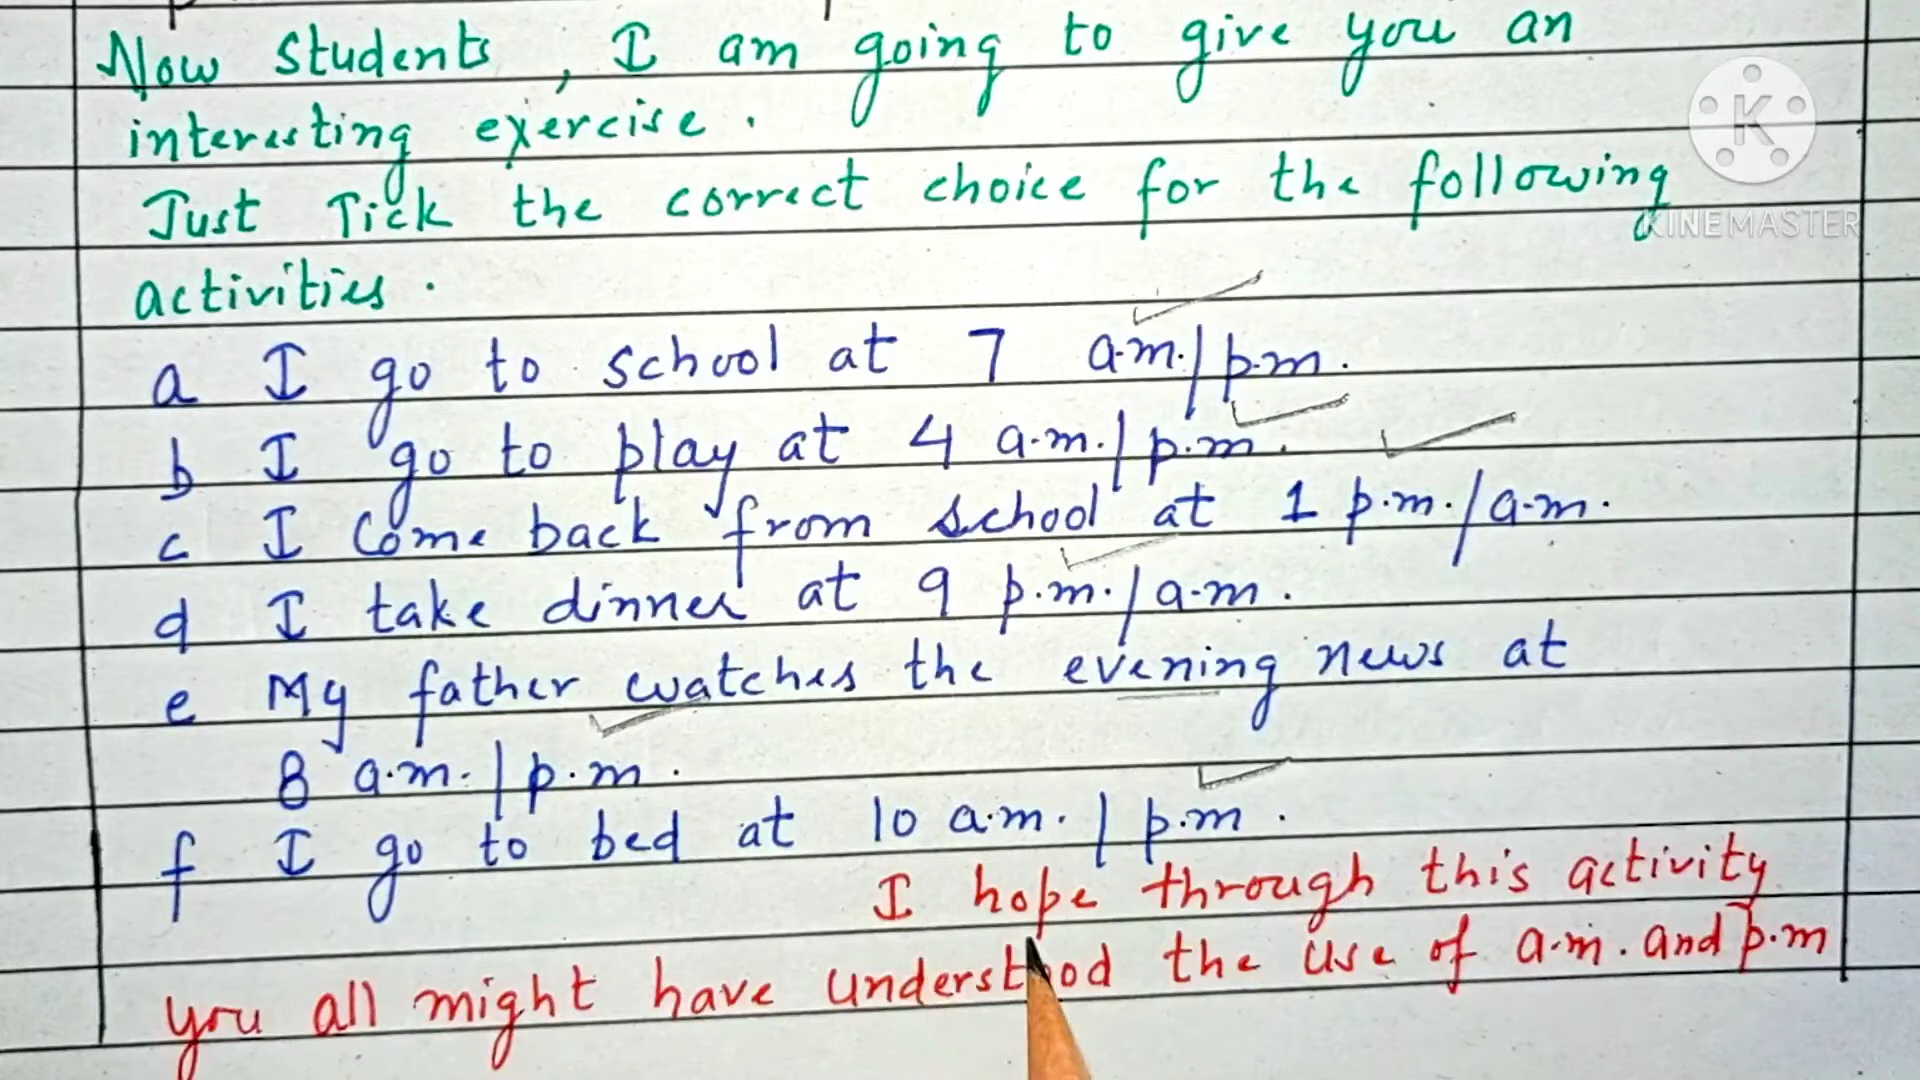 Now students, I am going to give you an
interesting exercise.
Just Tick the correct choice for the following
activities.
a I go to school at 7 a.m./p.m.
b I go to play at 4 a.m./p.m.
c I Come back from school at 1 p.m./a.m.
d I take dinner at 9 p.m./a.m.
e My father watches the evening news at
8 a.m./p.m.
f I go to bed at 10 a.m./p.m.
I hope through this activity
you all might have understood the use of a.m. and p.m
K
KINEMASTER